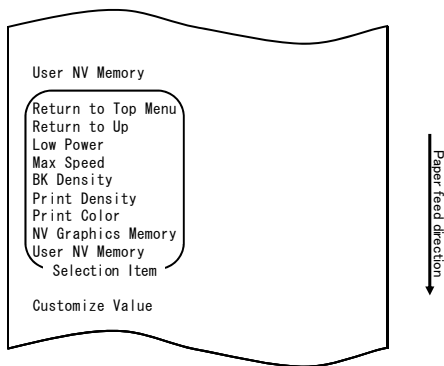 User NV Memory
Return to Top Menu
Return to Up
Low Power
Max Speed
BK Density
Print Density
Print Color
NV Graphics Memory
User NV Memory
Selection Item
Customize Value
Paper feed direction